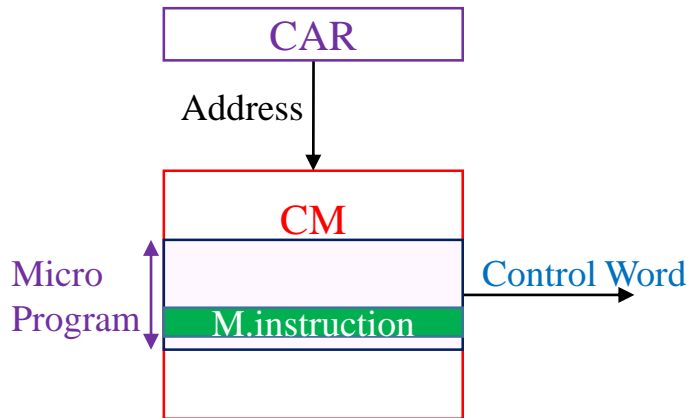 CAR
Address
CM
Micro
Program
Control Word
M.instruction